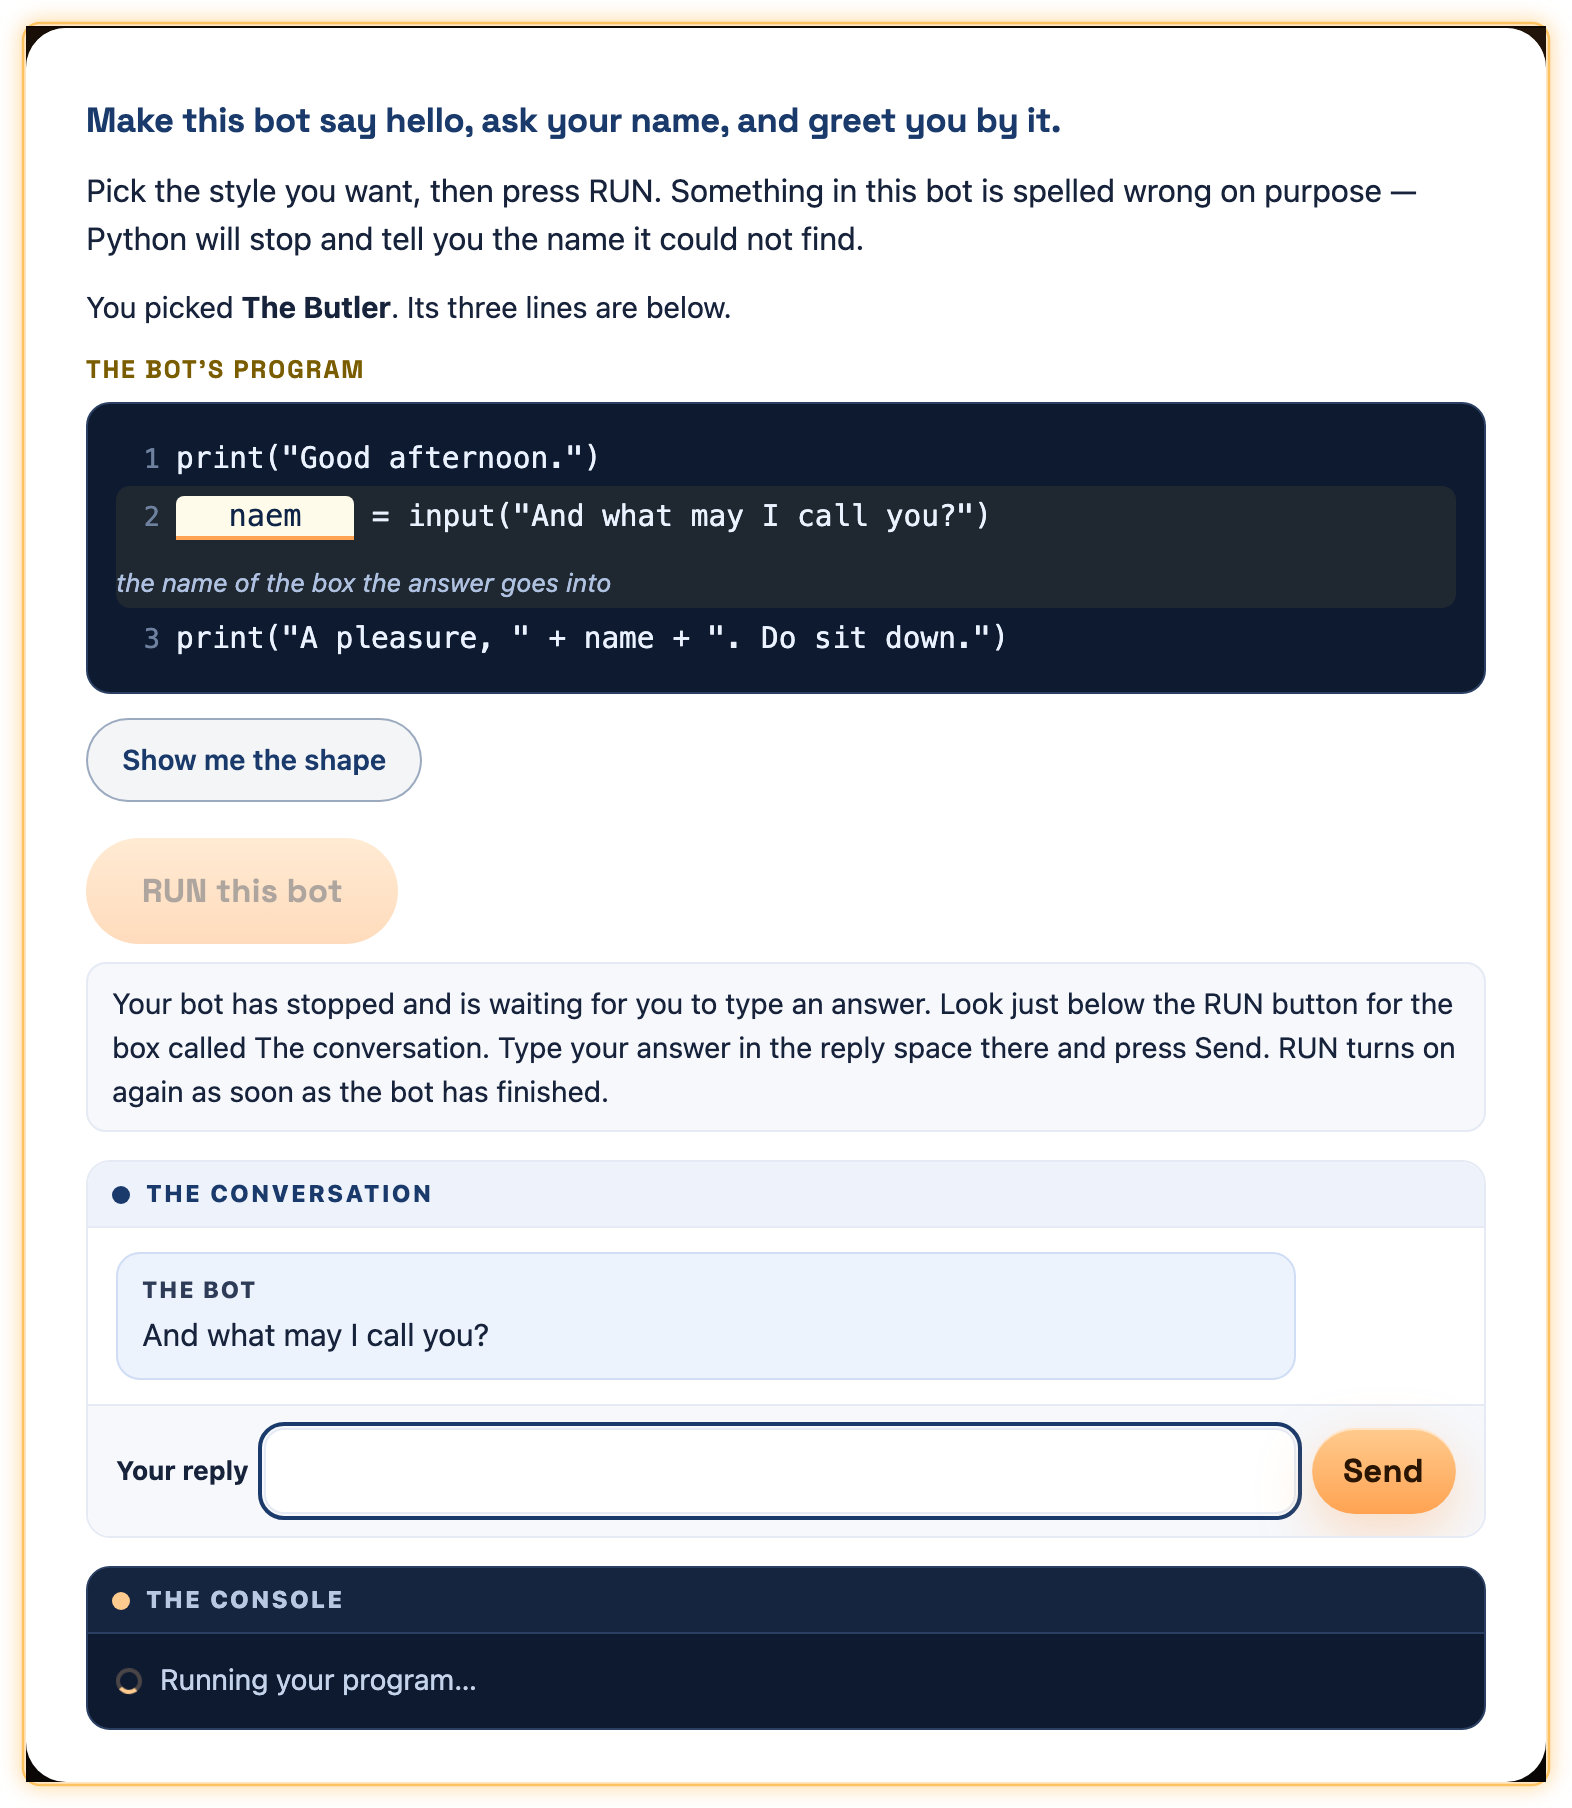 Make this bot say hello, ask your name, and greet you by it.
Pick the style you want, then press RUN. Something in this bot is spelled wrong on purpose —
Python will stop and tell you the name it could not find.
You picked The Butler. Its three lines are below.
THE BOT’S PROGRAM
1 print("Good afternoon.")
2 naem = input("And what may I call you?")
the name of the box the answer goes into
3 print("A pleasure, " + name + ". Do sit down.")
Show me the shape
RUN this bot
Your bot has stopped and is waiting for you to type an answer. Look just below the RUN button for the
box called The conversation. Type your answer in the reply space there and press Send. RUN turns on
again as soon as the bot has finished.
THE CONVERSATION
THE BOT
And what may I call you?
Your reply
Send
THE CONSOLE
Running your program...